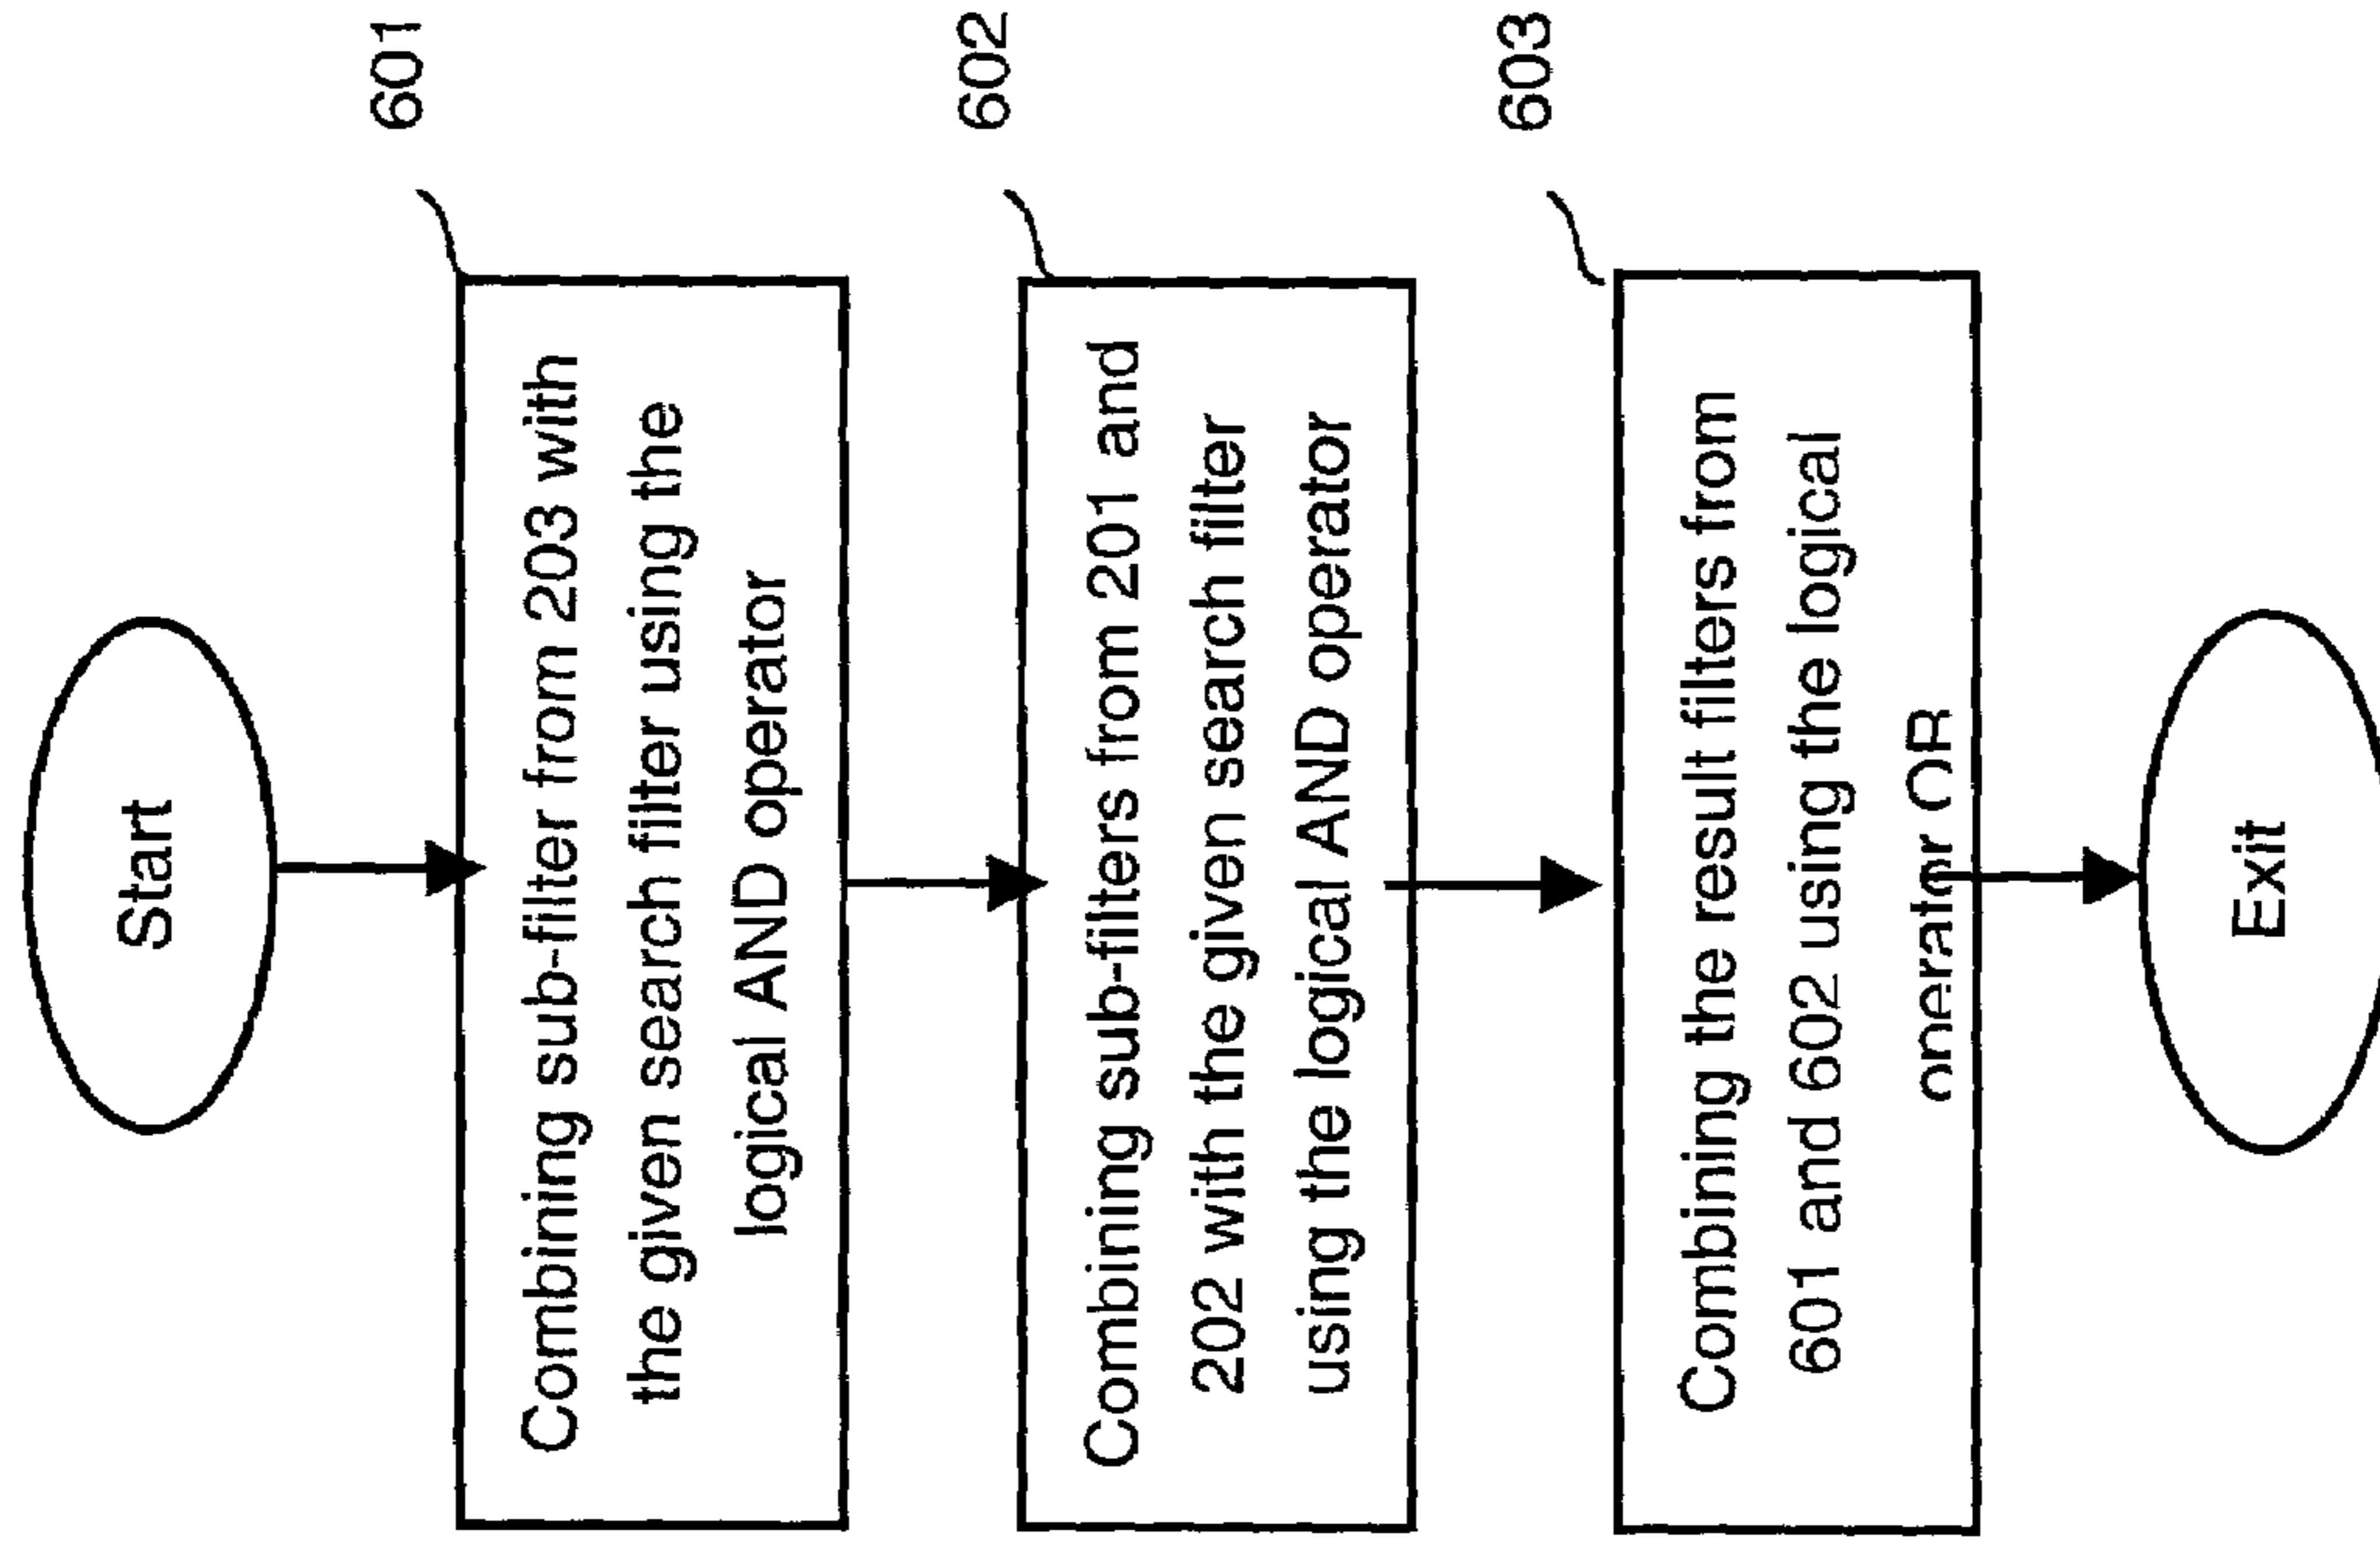 Start
601
Combining sub-filter from 203 with
the given search filter using the
logical AND operator
602
Combining sub-filters from 201 and
202 with the given search filter
using the logical AND operator
603
Combining the result filters from
601 and 602 using the logical
operator OR
Exit